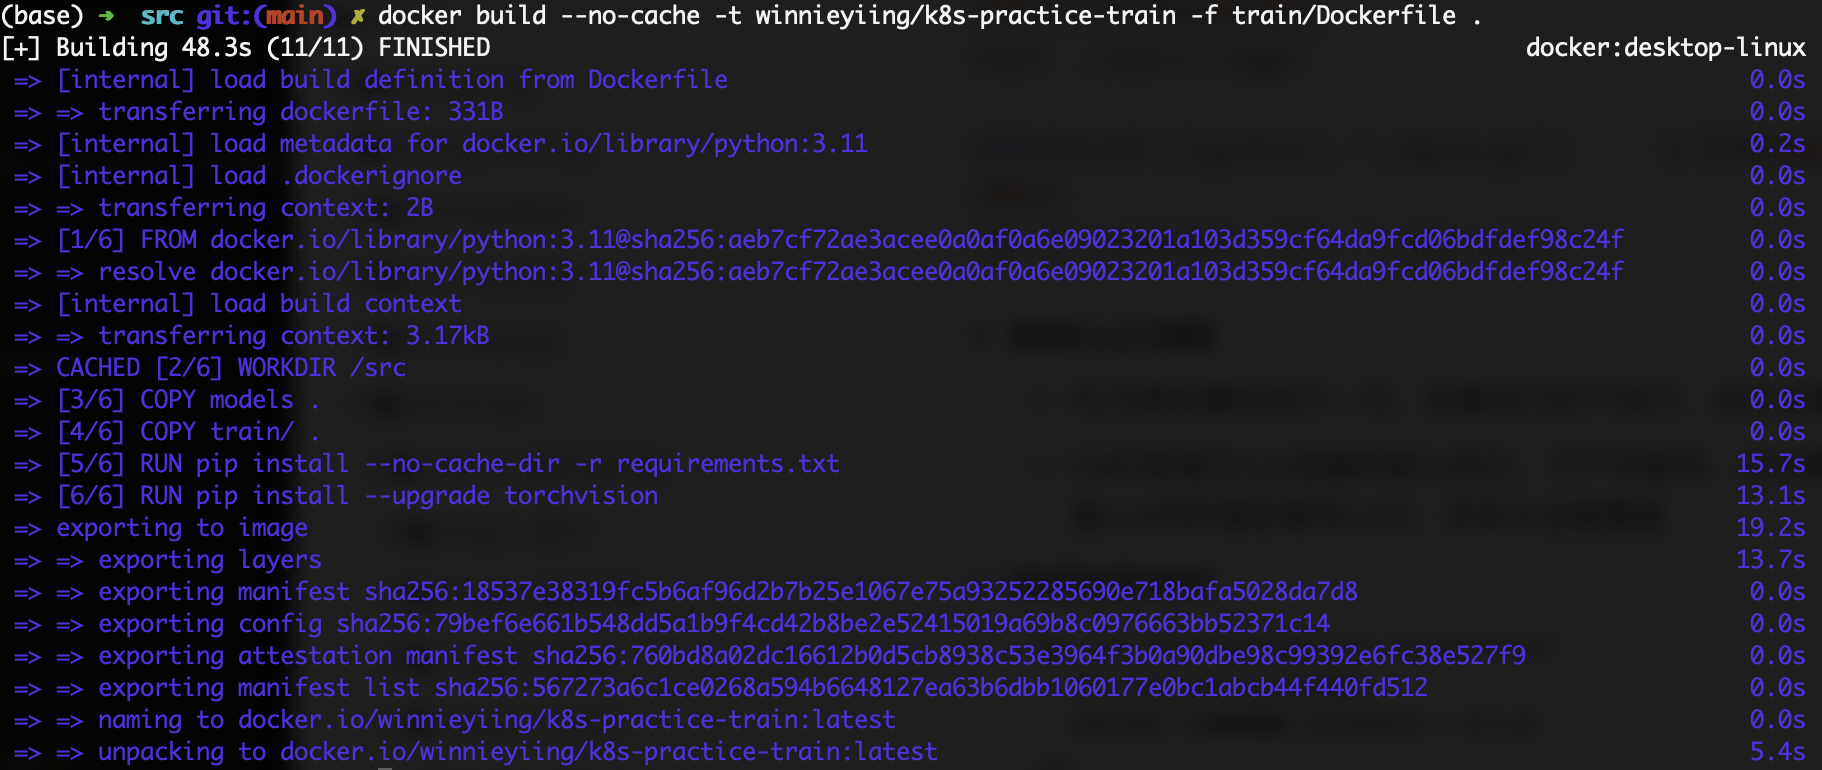 (base) ➜  src git:(main) ✗ docker build --no-cache -t winnieyiing/k8s-practice-train -f train/Dockerfile .
[+] Building 48.3s (11/11) FINISHED docker:desktop-linux
=> [internal] load build definition from Dockerfile 0.0s
=> => transferring dockerfile: 331B 0.0s
=> [internal] load metadata for docker.io/library/python:3.11 0.2s
=> [internal] load .dockerignore 0.0s
=> => transferring context: 2B 0.0s
=> [1/6] FROM docker.io/library/python:3.11@sha256:aeb7cf72ae3acee0a0af0a6e09023201a103d359cf64da9fcd06bdfdef98c24f 0.0s
=> => resolve docker.io/library/python:3.11@sha256:aeb7cf72ae3acee0a0af0a6e09023201a103d359cf64da9fcd06bdfdef98c24f 0.0s
=> [internal] load build context 0.0s
=> => transferring context: 3.17kB 0.0s
=> CACHED [2/6] WORKDIR /src 0.0s
=> [3/6] COPY models . 0.0s
=> [4/6] COPY train/ . 0.0s
=> [5/6] RUN pip install --no-cache-dir -r requirements.txt 15.7s
=> [6/6] RUN pip install --upgrade torchvision 13.1s
=> exporting to image 19.2s
=> => exporting layers 13.7s
=> => exporting manifest sha256:18537e38319fc5b6af96d2b7b25e1067e75a93252285690e718bafa5028da7d8 0.0s
=> => exporting config sha256:79bef6e661b548dd5a1b9f4cd42b8be2e52415019a69b8c0976663bb52371c14 0.0s
=> => exporting attestation manifest sha256:760bd8a02dc16612b0d5cb8938c53e3964f3b0a90dbe98c99392e6fc38e527f9 0.0s
=> => exporting manifest list sha256:567273a6c1ce0268a594b6648127ea63b6dbb1060177e0bc1abcb44f440fd512 0.0s
=> => naming to docker.io/winnieyiing/k8s-practice-train:latest 0.0s
=> => unpacking to docker.io/winnieyiing/k8s-practice-train:latest 5.4s